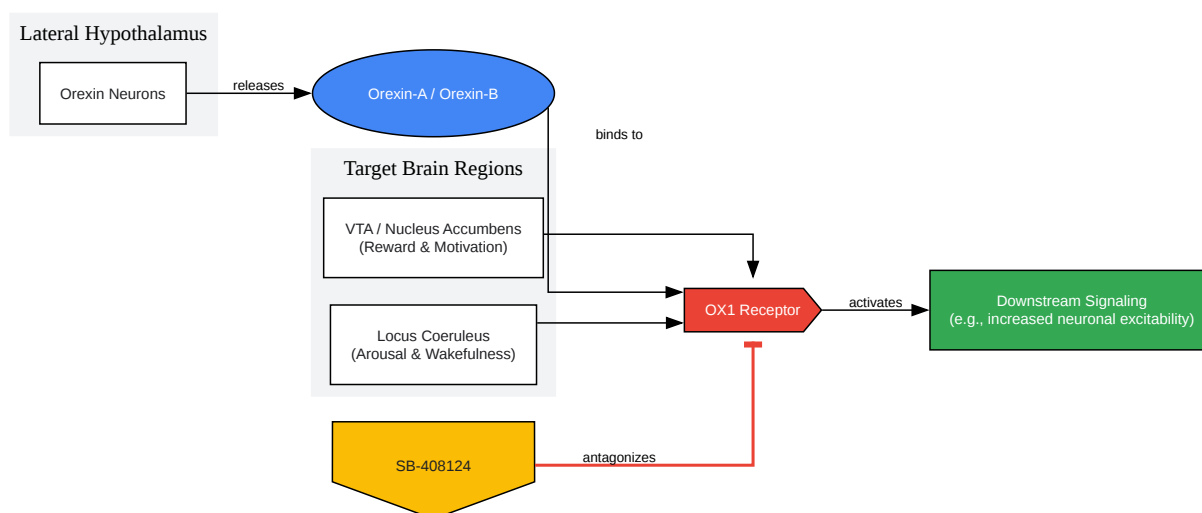 Lateral Hypothalamus
Orexin Neurons
releases
Orexin-A / Orexin-B
binds to
Target Brain Regions
VTA / Nucleus Accumbens
(Reward & Motivation)
OX1 Receptor
activates
Downstream Signaling
(e.g., increased neuronal excitability)
Locus Coeruleus
(Arousal & Wakefulness)
SB-408124
antagonizes